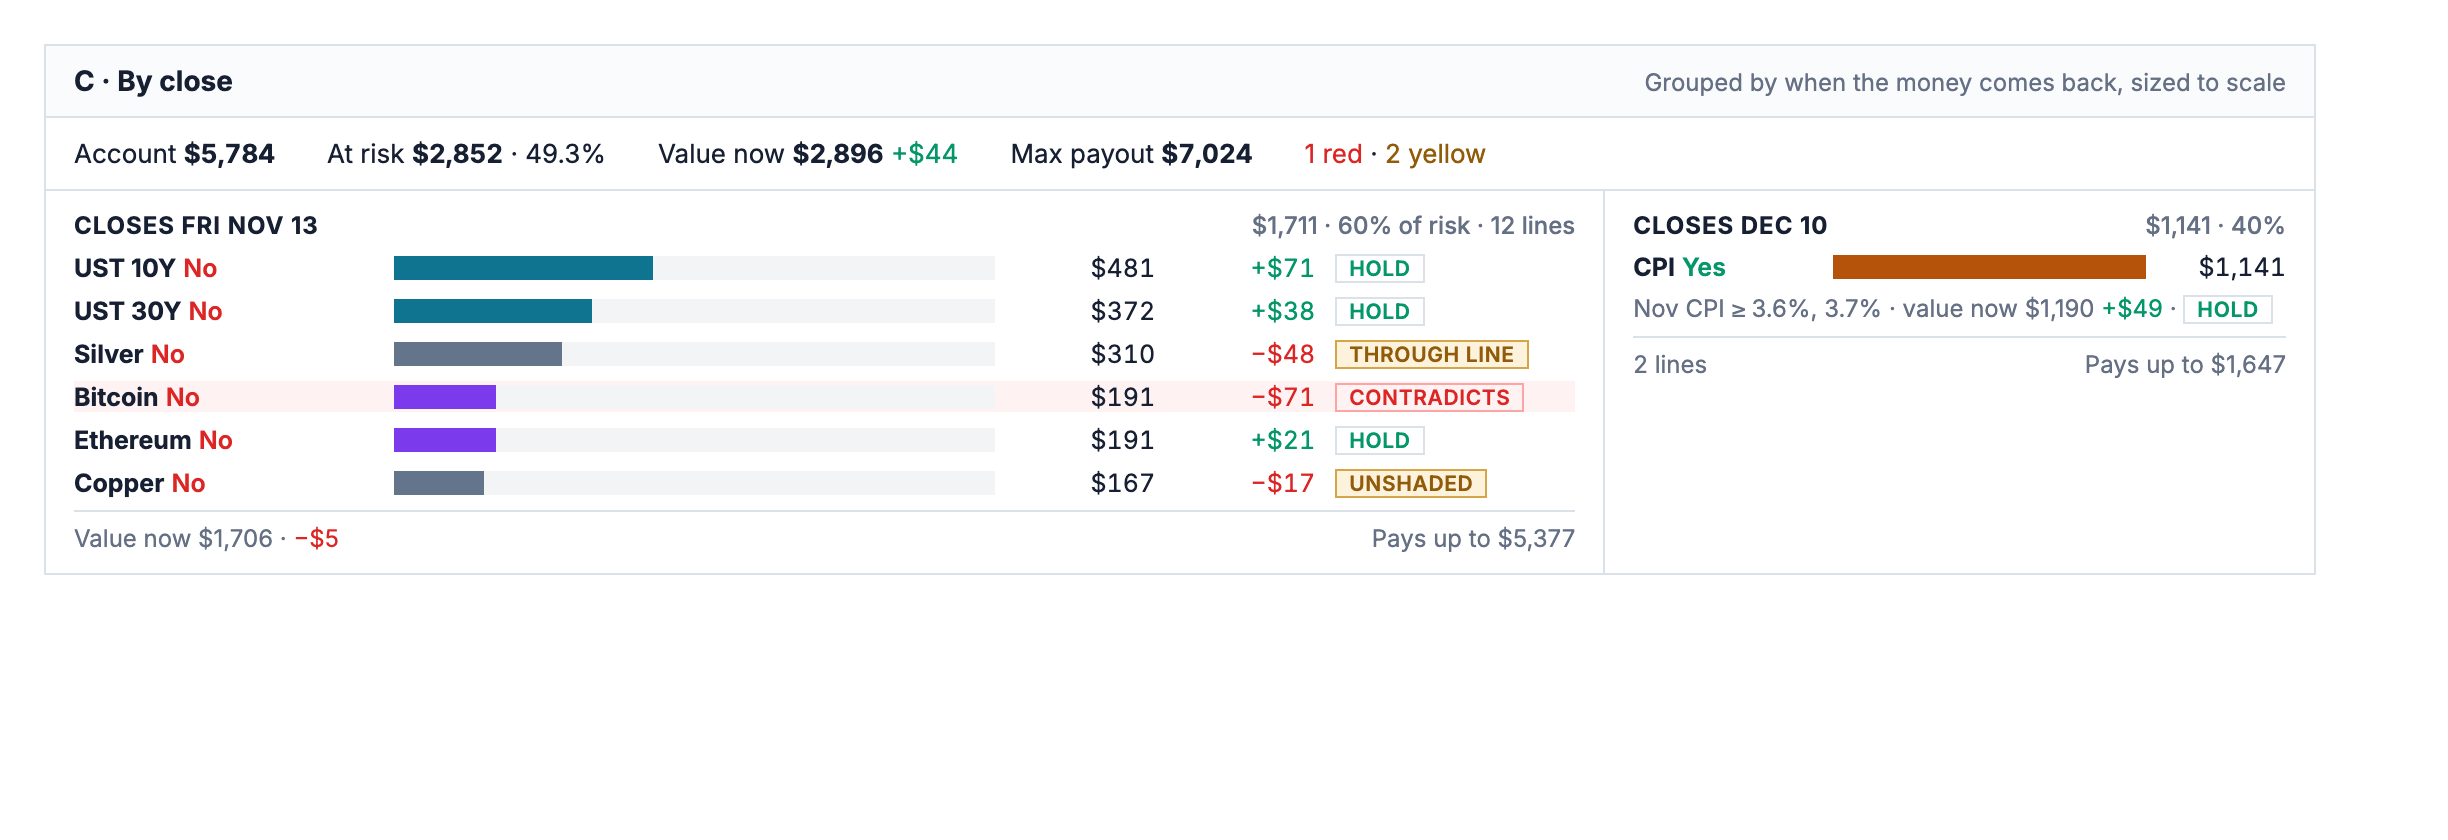 C · By close
Grouped by when the money comes back, sized to scale
Account $5,784 At risk $2,852 · 49.3% Value now $2,896 +$44 Max payout $7,024 1 red · 2 yellow
CLOSES FRI NOV 13 $1,711 · 60% of risk · 12 lines
UST 10Y No $481 +$71 HOLD
UST 30Y No $372 +$38 HOLD
Silver No $310 −$48 THROUGH LINE
Bitcoin No $191 −$71 CONTRADICTS
Ethereum No $191 +$21 HOLD
Copper No $167 −$17 UNSHADED
Value now $1,706 · −$5 Pays up to $5,377
CLOSES DEC 10 $1,141 · 40%
CPI Yes $1,141
Nov CPI ≥ 3.6%, 3.7% · value now $1,190 +$49 · HOLD
2 lines Pays up to $1,647